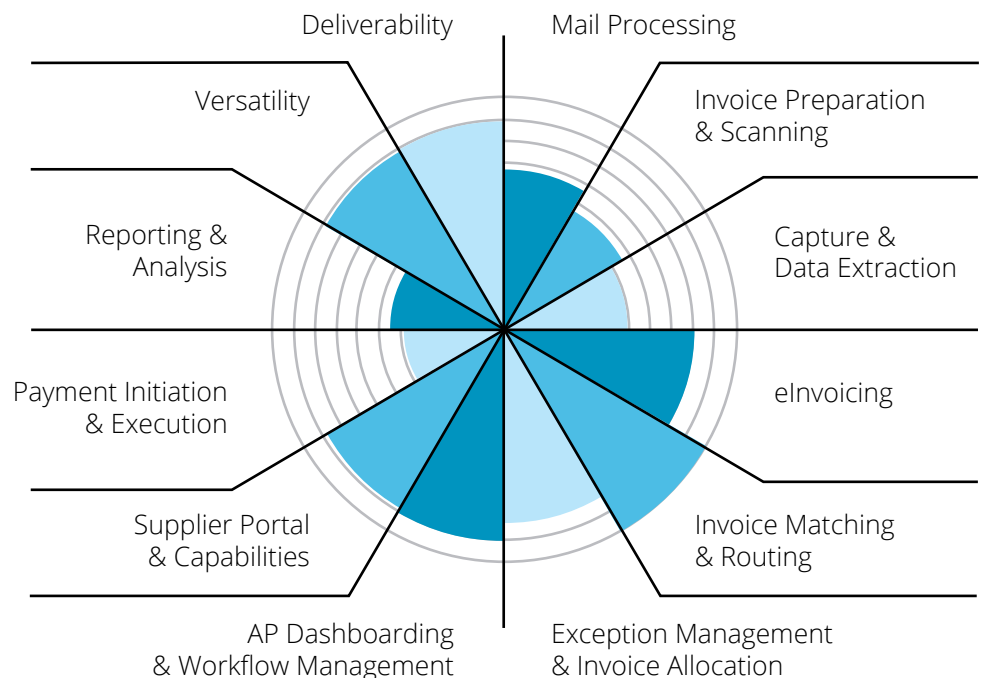 Deliverability
Mail Processing
Versatility
Invoice Preparation
& Scanning
Reporting &
Analysis
Capture &
Data Extraction
Payment Initiation
& Execution
eInvoicing
Supplier Portal
& Capabilities
Invoice Matching
& Routing
AP Dashboarding
& Workflow Management
Exception Management
& Invoice Allocation